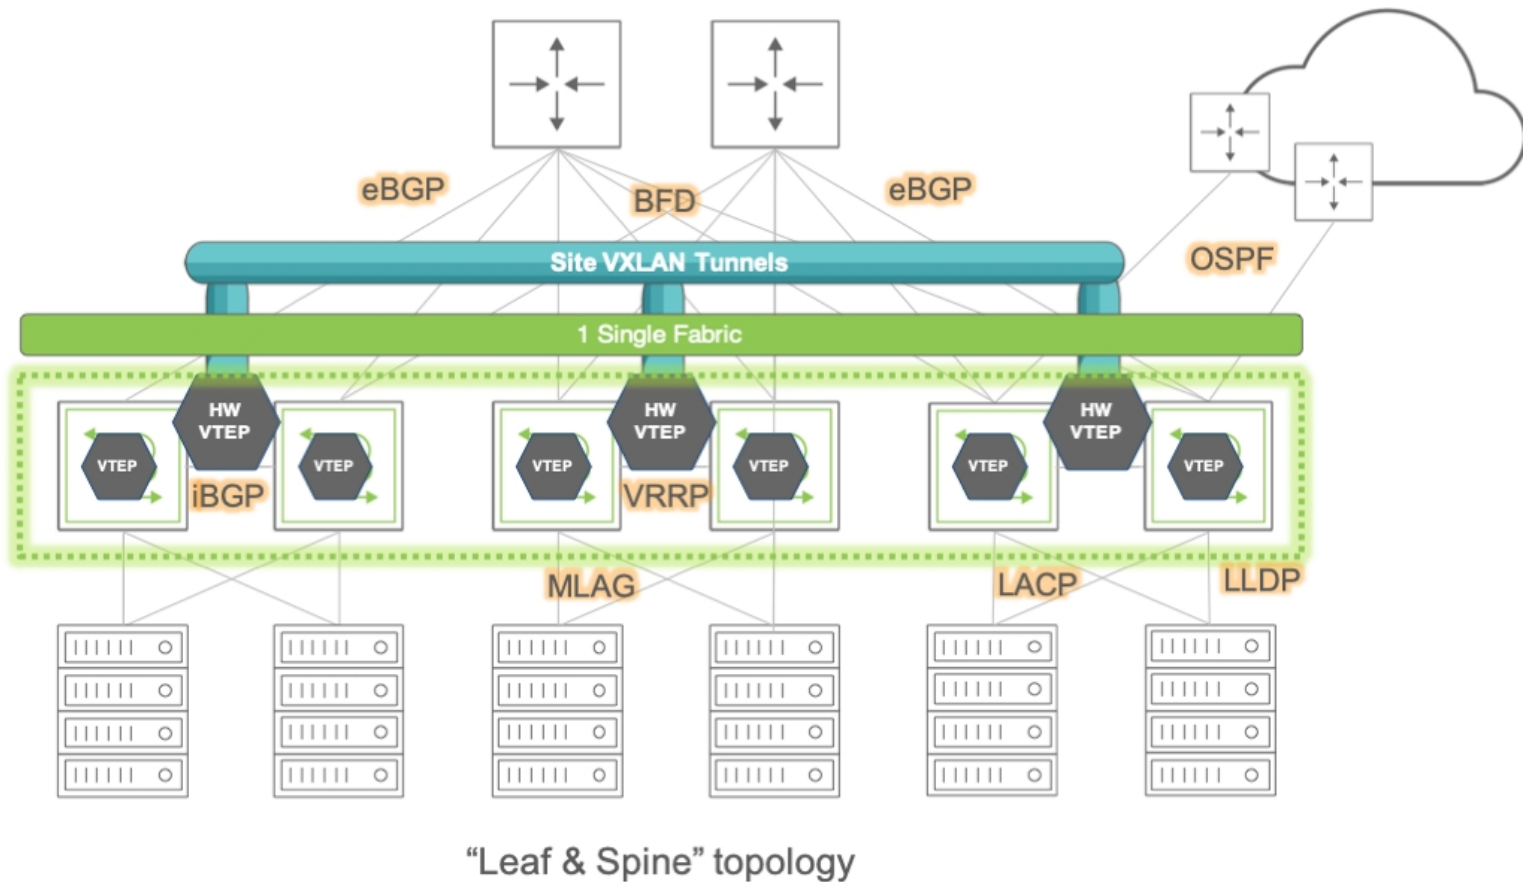 eBGP
BFD
eBGP
Site VXLAN Tunnels
OSPF
1 Single Fabric
HW
VTEP
HW
VTEP
HW
VTEP
VTEP
VTEP
VTEP
VTEP
VTEP
VTEP
iBGP
VRRP
MLAG
LACP
LLDP
“Leaf & Spine” topology